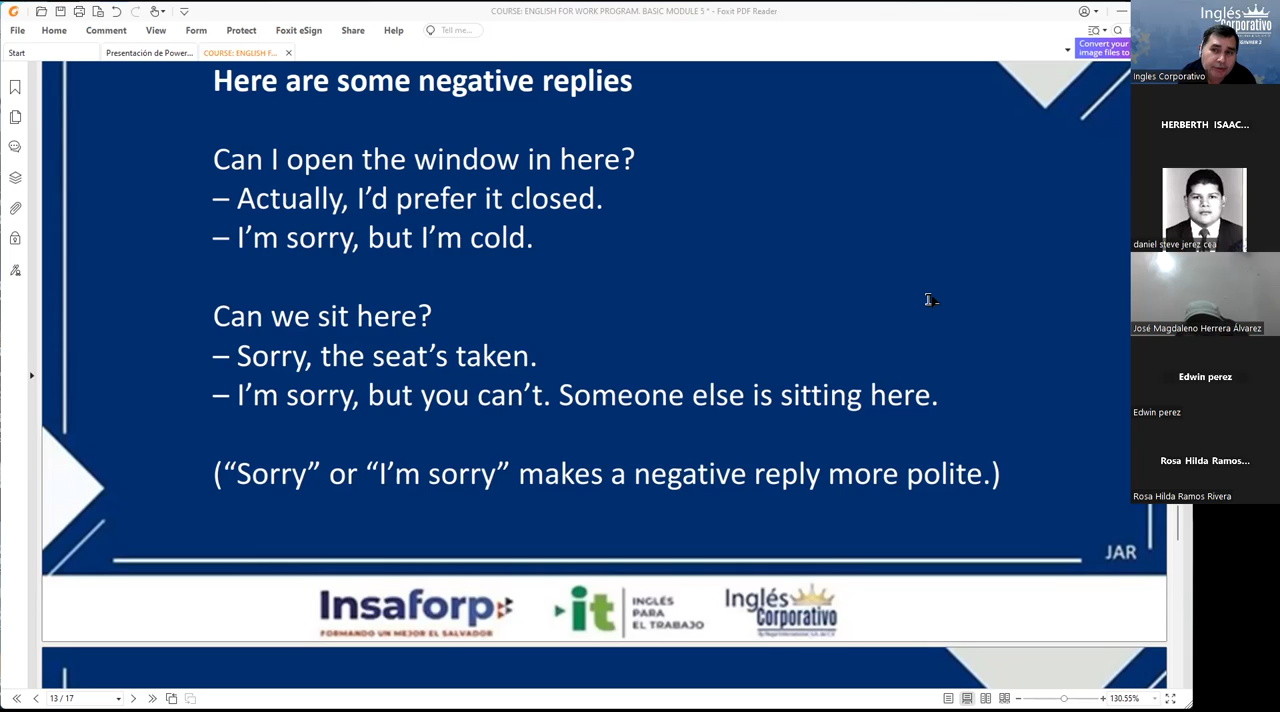 COURSE: ENGLISH FOR WORK PROGRAM. BASIC MODULE 5 * - Foxit PDF Reader
File Home Comment View Form Protect Foxit eSign Share Help Tell me...
Start Presentación de Power... COURSE: ENGLISH F...
Convert your
image files to
Here are some negative replies
Can I open the window in here?
– Actually, I’d prefer it closed.
– I’m sorry, but I’m cold.
Can we sit here?
– Sorry, the seat’s taken.
– I’m sorry, but you can’t. Someone else is sitting here.
(“Sorry” or “I’m sorry” makes a negative reply more polite.)
JAR
Insaforp
FORMANDO UN MEJOR EL SALVADOR
it
INGLÉS
PARA
EL TRABAJO
Inglés
Corporativo
13 / 17
130.55%
Inglés
Corporativo
Ingles Corporativo
HERBERTH ISAAC...
daniel steve jerez cea
José Magdaleno Herrera Álvarez
Edwin perez
Edwin perez
Rosa Hilda Ramos...
Rosa Hilda Ramos Rivera